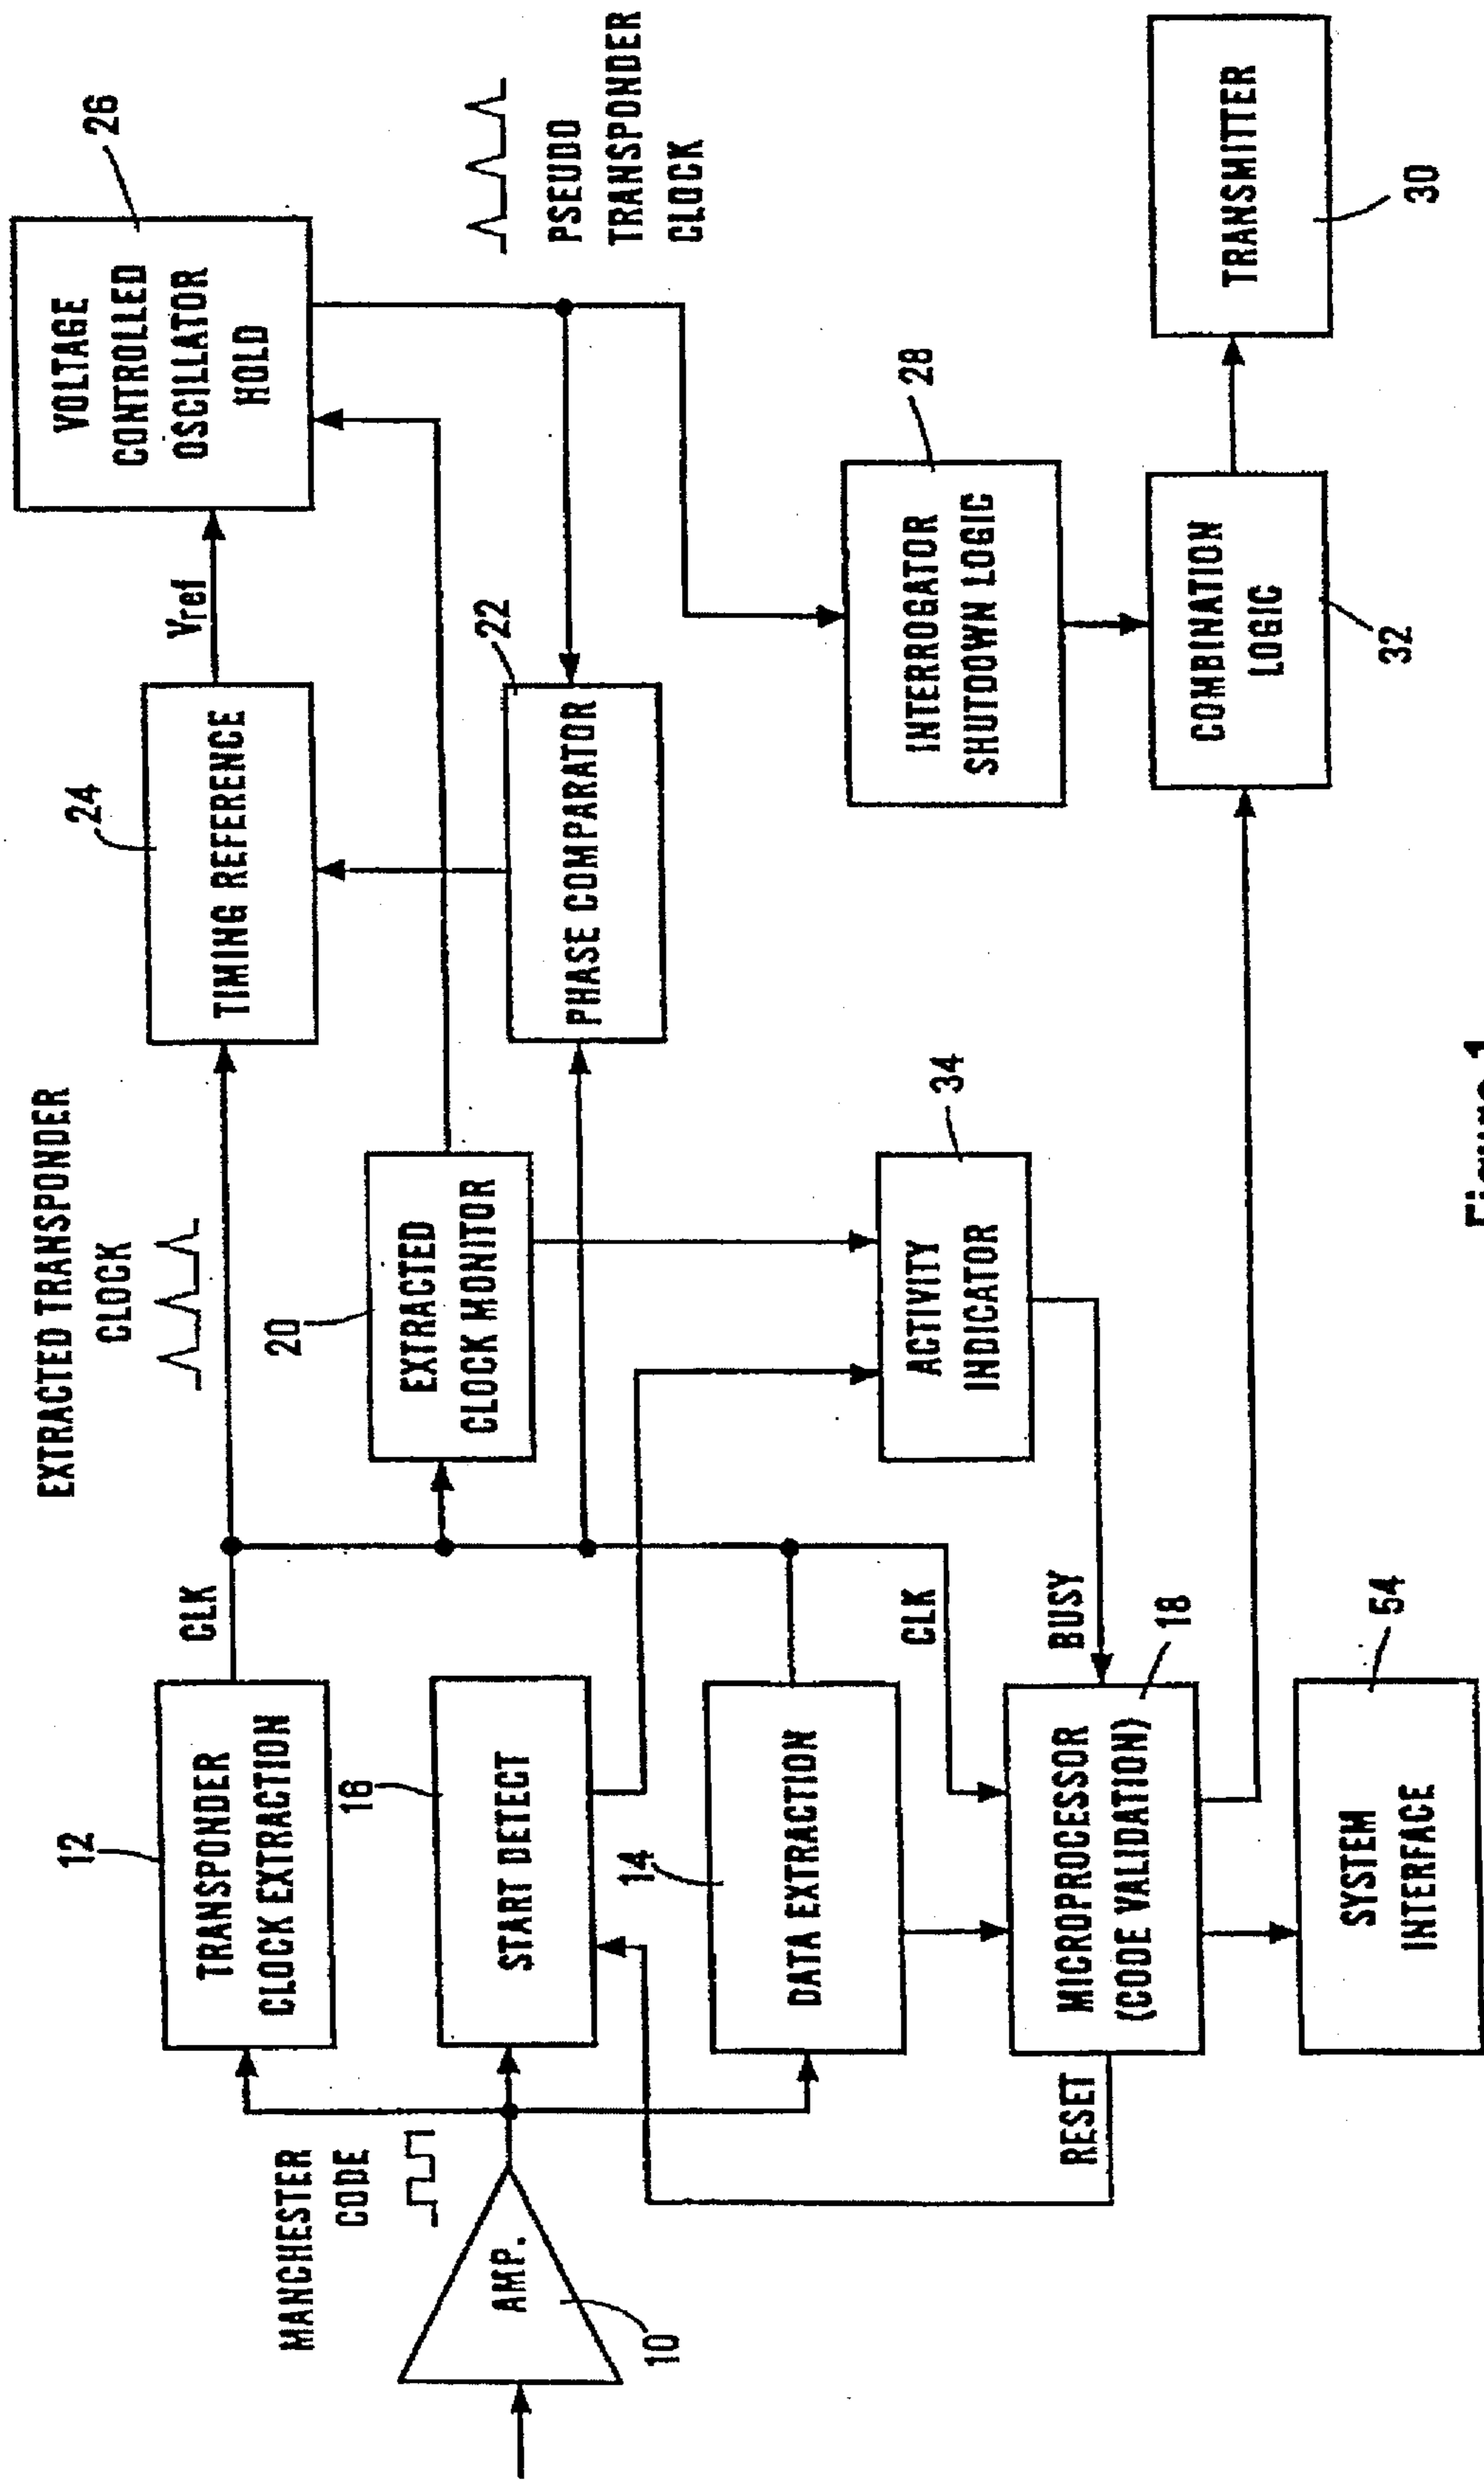 EXTRACTED TRANSPONDER
CLOCK
MANCHESTER
CODE
AMP.
10
12
TRANSPONDER
CLOCK EXTRACTION
CLK
16
START DETECT
14
DATA EXTRACTION
CLK
RESET
MICROPROCESSOR
(CODE VALIDATION)
18
BUSY
SYSTEM
INTERFACE
54
20
EXTRACTED
CLOCK MONITOR
ACTIVITY
INDICATOR
34
24
TIMING REFERENCE
Vref
22
PHASE COMPARATOR
VOLTAGE
CONTROLLED
OSCILLATOR
HOLD
26
PSEUDO
TRANSPONDER
CLOCK
INTERROGATOR
SHUTDOWN LOGIC
28
COMBINATION
LOGIC
32
TRANSMITTER
30
Figure 1